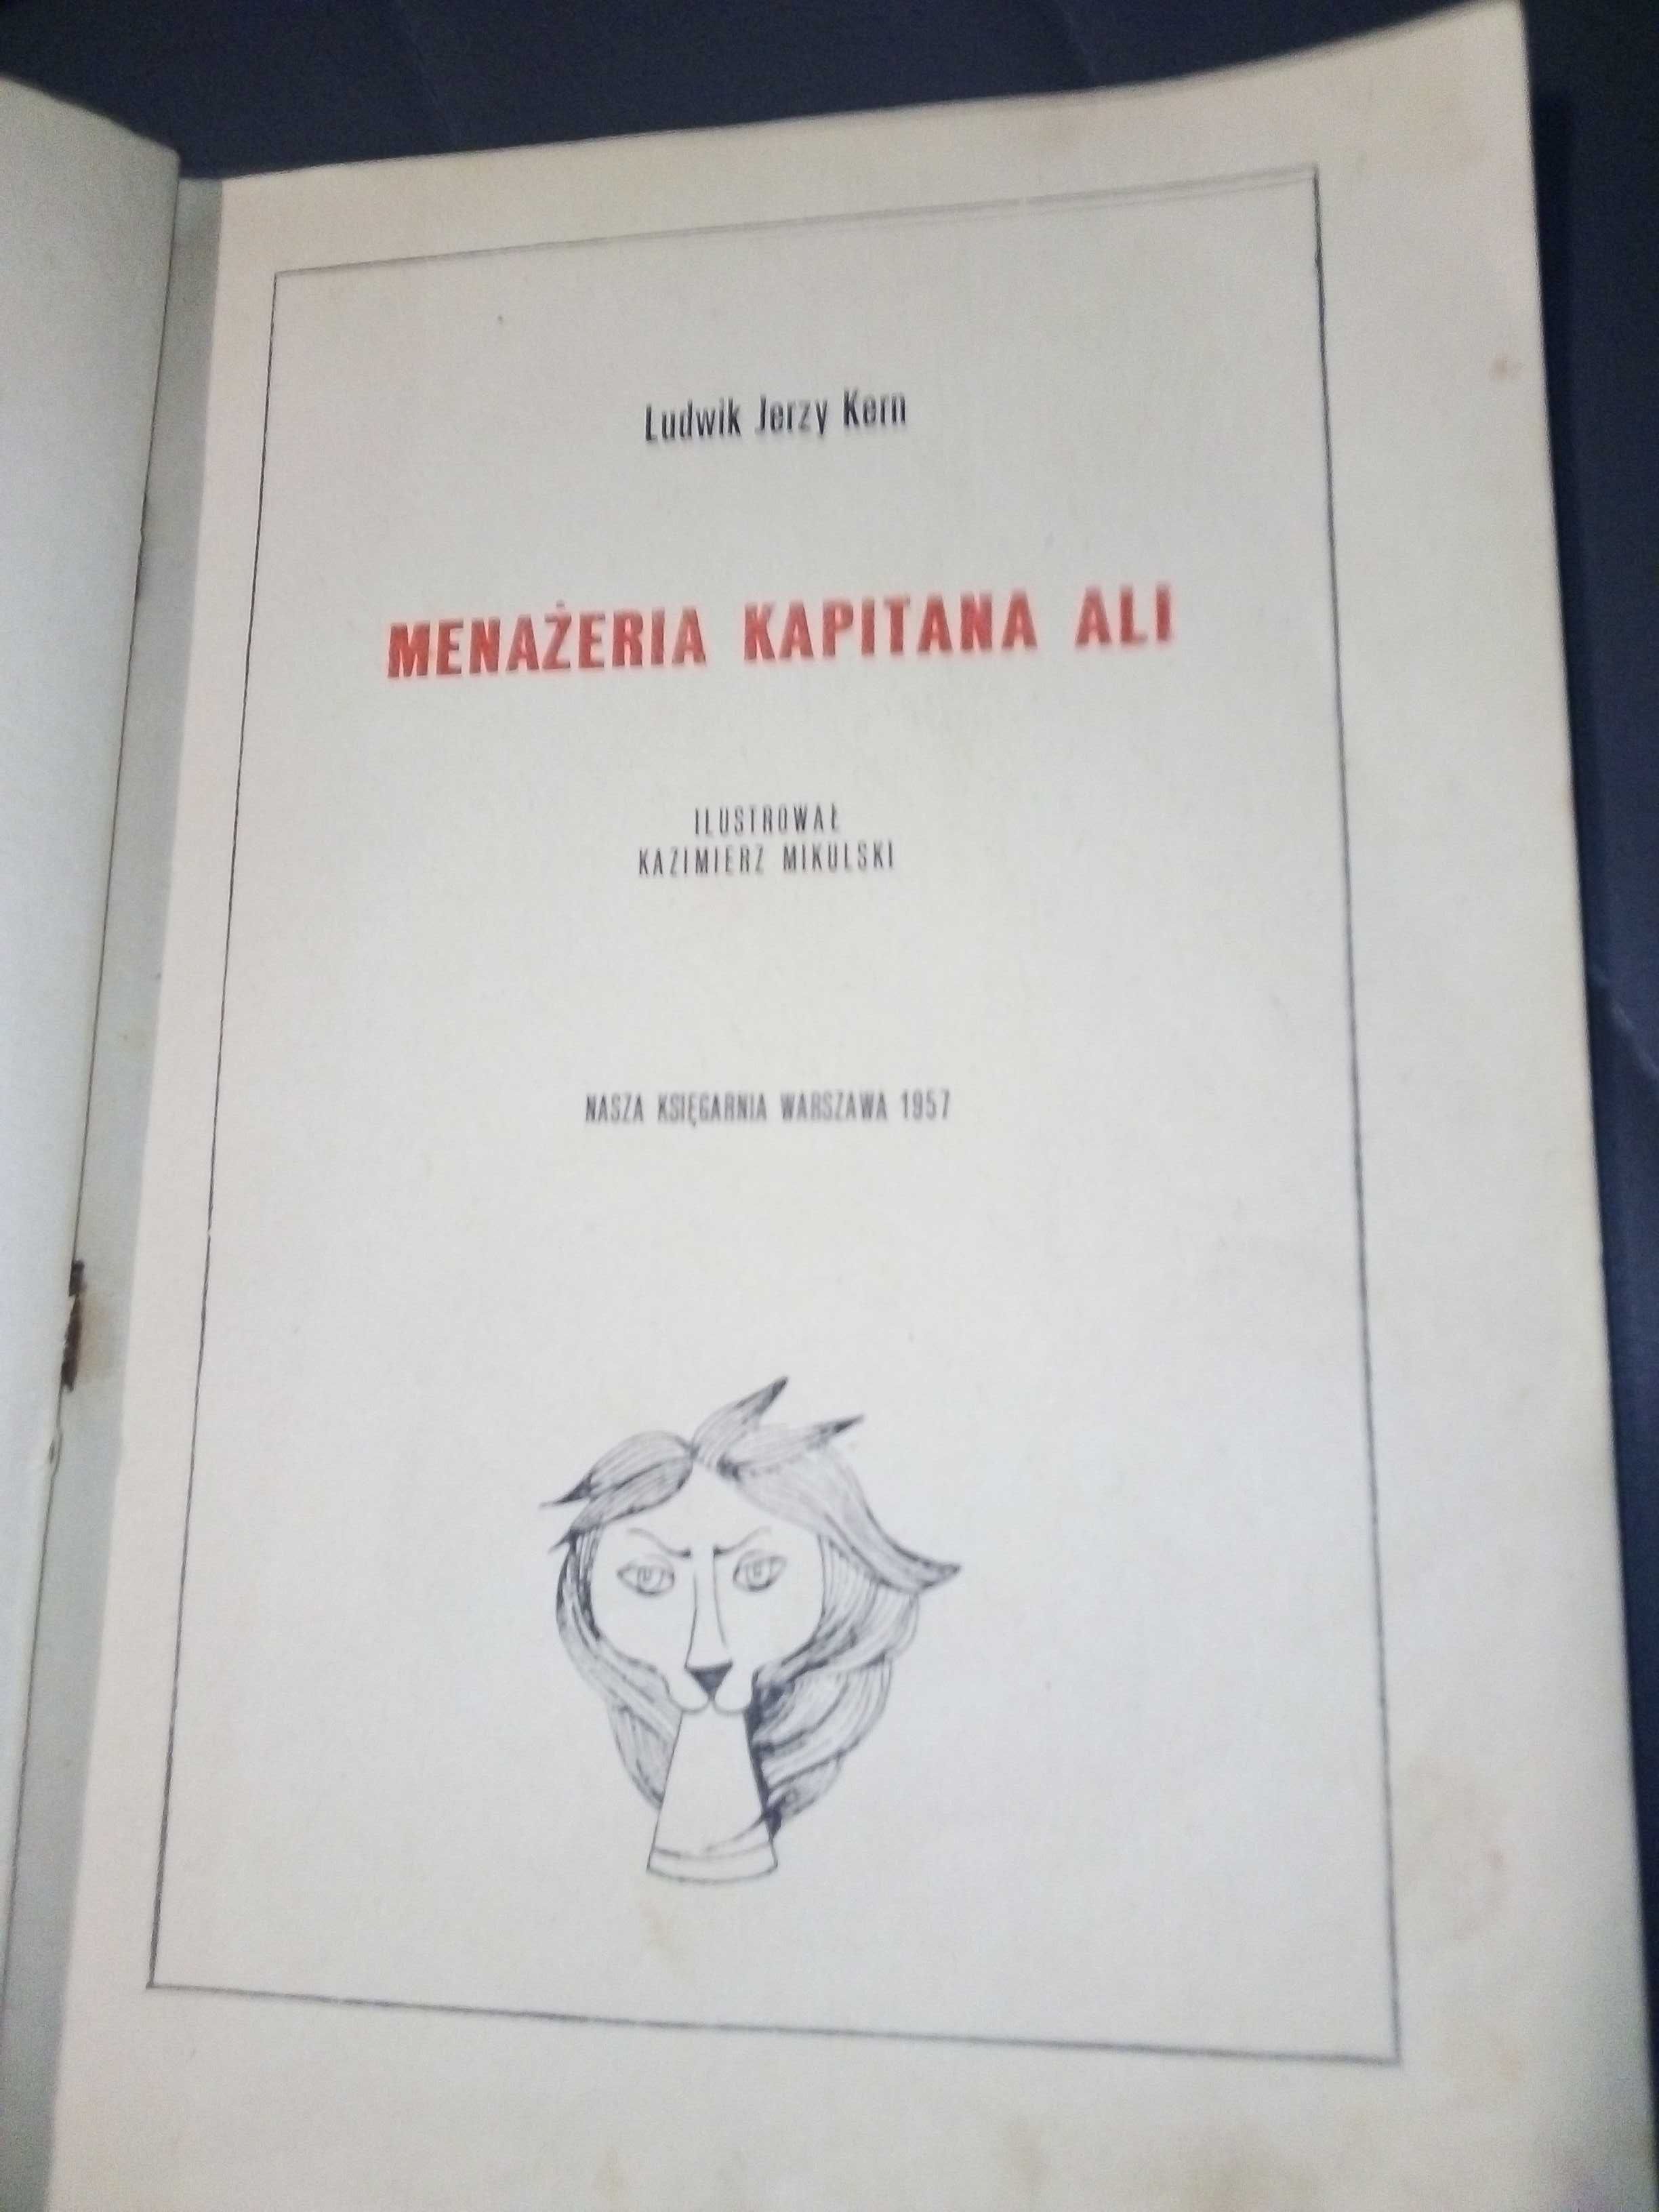 Ludwik Jerzy Kern
MENAŻERIA KAPITANA ALI
ILUSTROWAŁ
KAZIMIERZ MIKULSKI
NASZA KSIĘGARNIA WARSZAWA 1957